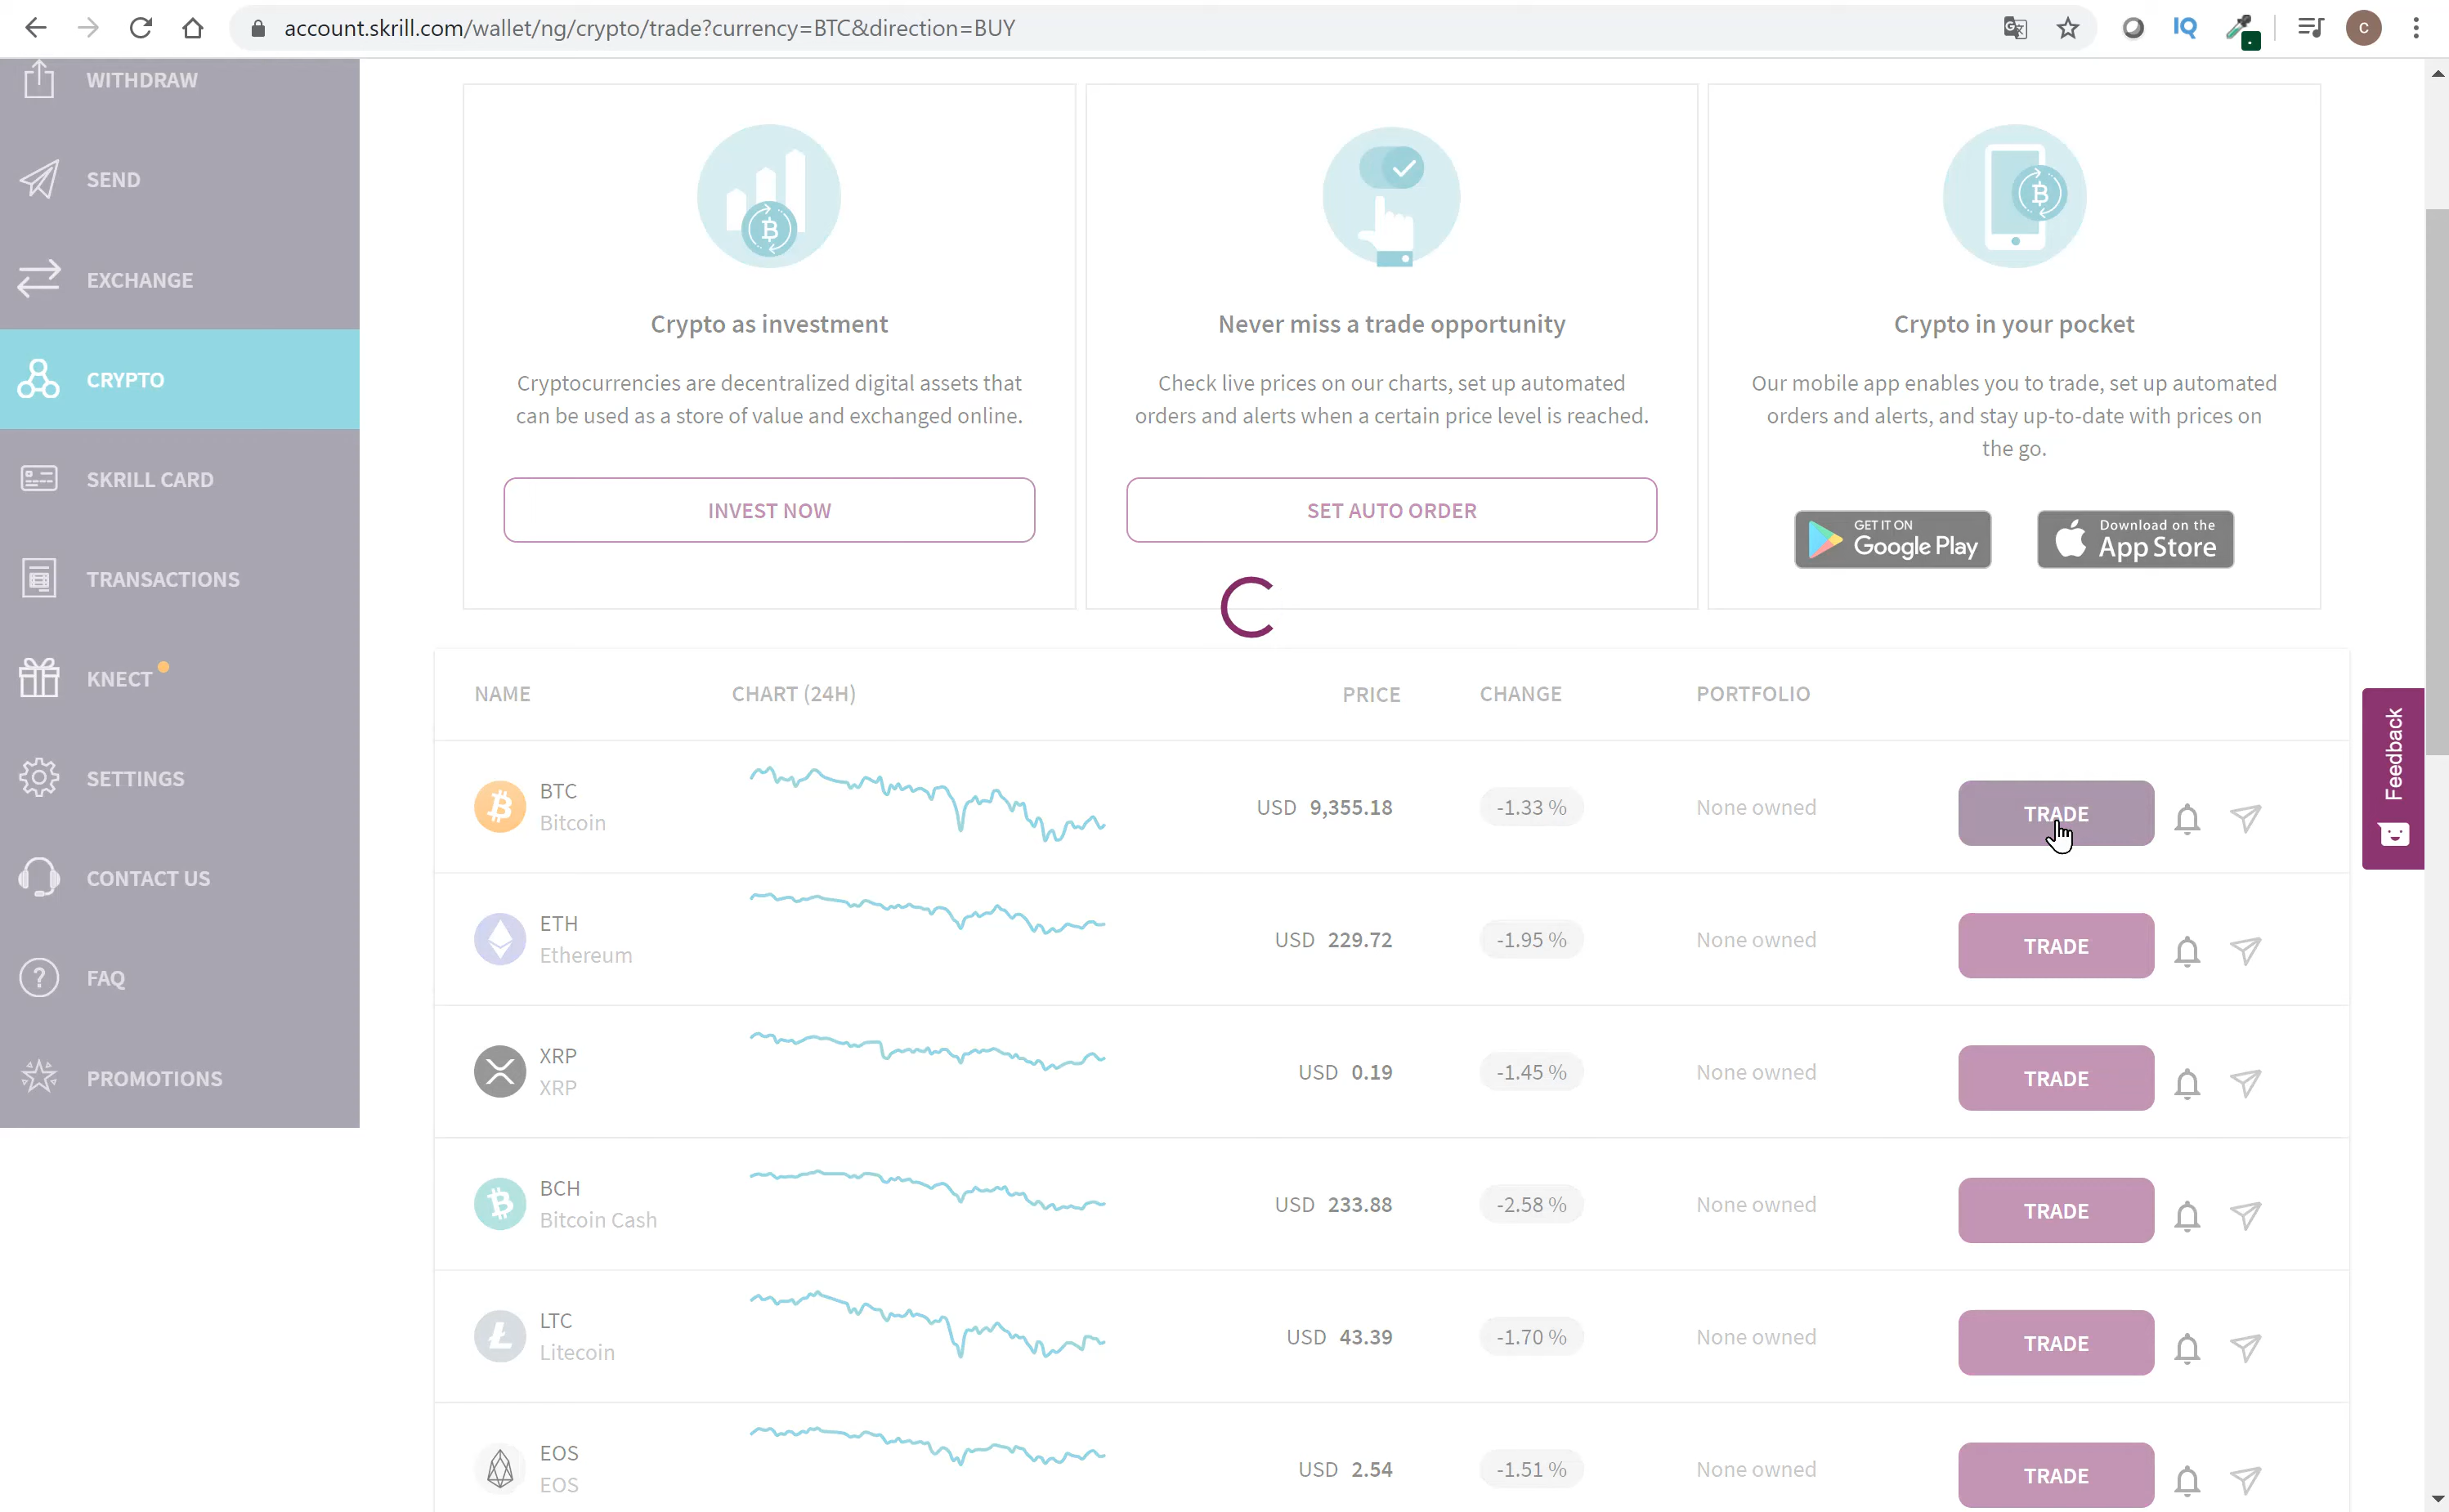 account.skrill.com/wallet/ng/crypto/trade?currency=BTC&direction=BUY
IQ
C
WITHDRAW
SEND
EXCHANGE
CRYPTO
SKRILL CARD
TRANSACTIONS
KNECT
SETTINGS
CONTACT US
FAQ
PROMOTIONS
Crypto as investment
Cryptocurrencies are decentralized digital assets that
can be used as a store of value and exchanged online.
INVEST NOW
Never miss a trade opportunity
Check live prices on our charts, set up automated
orders and alerts when a certain price level is reached.
SET AUTO ORDER
Crypto in your pocket
Our mobile app enables you to trade, set up automated
orders and alerts, and stay up-to-date with prices on
the go.
GET IT ON
Google Play
Download on the
App Store
NAME CHART (24H) PRICE CHANGE PORTFOLIO
BTC
Bitcoin
USD 9,355.18 -1.33 % None owned TRADE
ETH
Ethereum
USD 229.72 -1.95 % None owned TRADE
XRP
XRP
USD 0.19 -1.45 % None owned TRADE
BCH
Bitcoin Cash
USD 233.88 -2.58 % None owned TRADE
LTC
Litecoin
USD 43.39 -1.70 % None owned TRADE
EOS
EOS
USD 2.54 -1.51 % None owned TRADE
Feedback